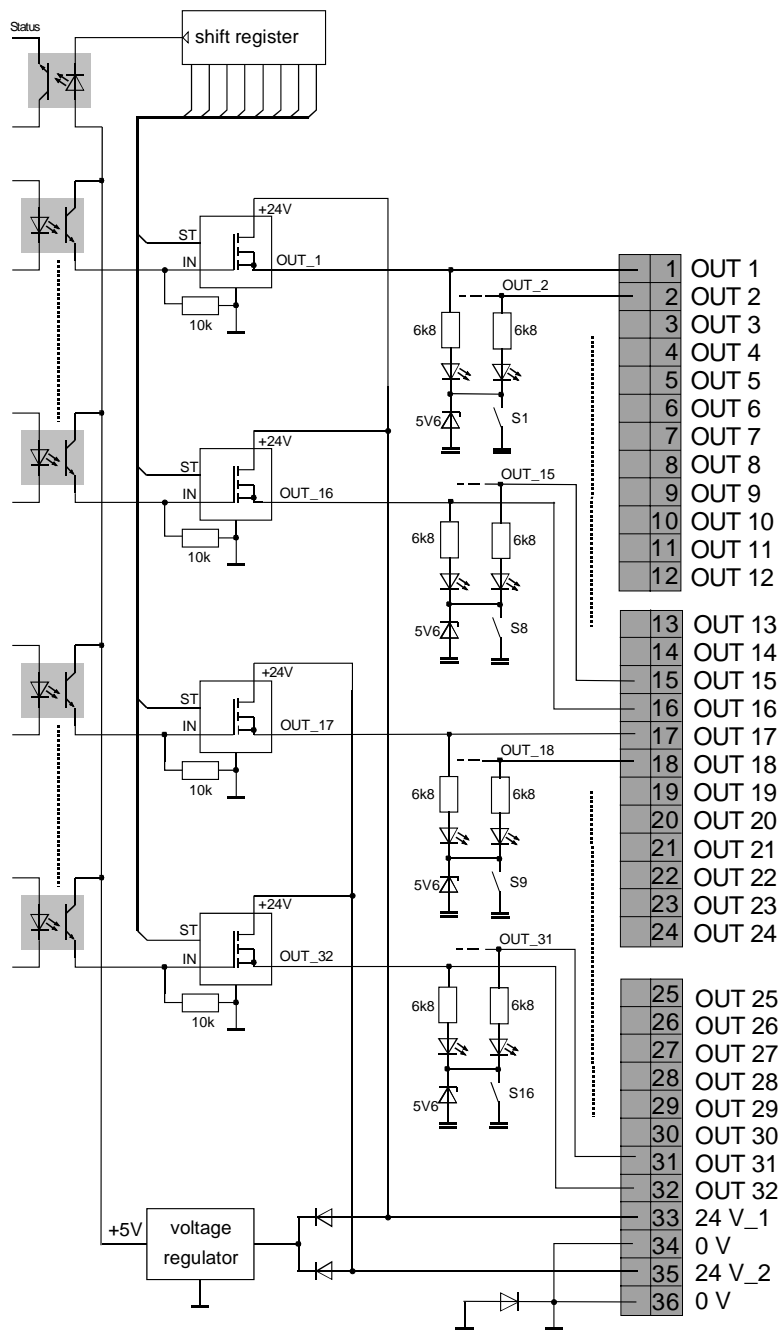 Status
shift register
+24V
ST
IN
OUT_1
10k
OUT_2
6k8
6k8
5V6
S1
+24V
ST
IN
OUT_16
10k
OUT_15
6k8
6k8
5V6
S8
+24V
ST
IN
OUT_17
10k
OUT_18
6k8
6k8
5V6
S9
+24V
ST
IN
OUT_32
10k
OUT_31
6k8
6k8
5V6
S16
+5V
voltage
regulator
1 OUT 1
2 OUT 2
3 OUT 3
4 OUT 4
5 OUT 5
6 OUT 6
7 OUT 7
8 OUT 8
9 OUT 9
10 OUT 10
11 OUT 11
12 OUT 12
13 OUT 13
14 OUT 14
15 OUT 15
16 OUT 16
17 OUT 17
18 OUT 18
19 OUT 19
20 OUT 20
21 OUT 21
22 OUT 22
23 OUT 23
24 OUT 24
25 OUT 25
26 OUT 26
27 OUT 27
28 OUT 28
29 OUT 29
30 OUT 30
31 OUT 31
32 OUT 32
33 24 V_1
34 0 V
35 24 V_2
36 0 V